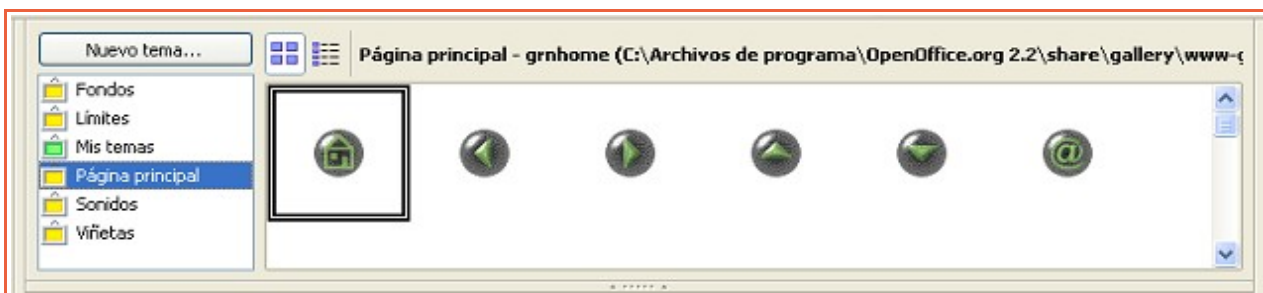 Nuevo tema...
Página principal - grnhome (C:\Archivos de programa\OpenOffice.org 2.2\share\gallery\www-g
Fondos
Límites
Mis temas
Página principal
Sonidos
Viñetas
@